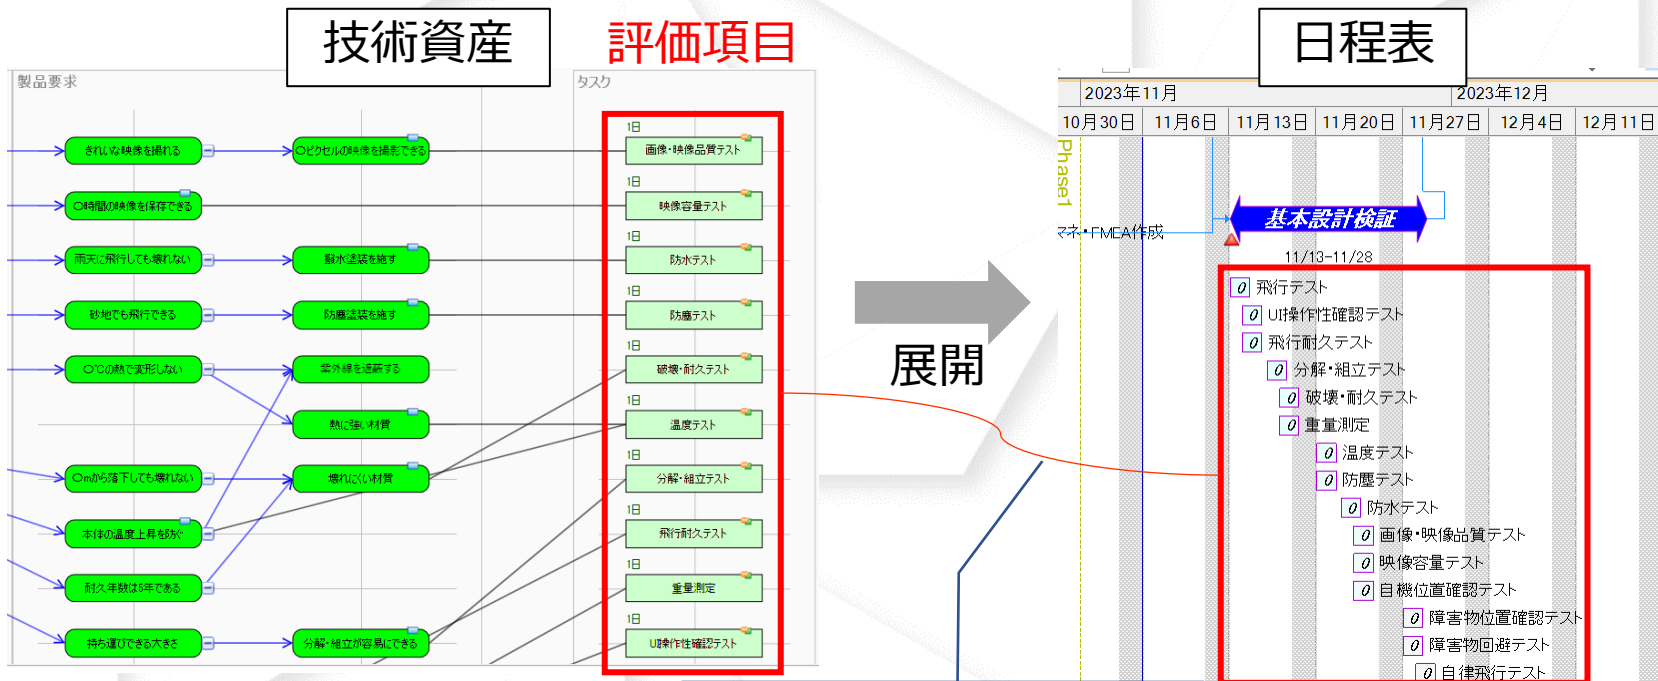 技術資産
評価項目
日程表
製品要求
タスク
きれいな映像を撮れる
〇ピクセルの映像を撮影できる
1日
画像・映像品質テスト
〇時間の映像を保存できる
1日
映像容量テスト
雨天に飛行しても壊れない
撥水塗装を施す
1日
防水テスト
砂地でも飛行できる
防塵塗装を施す
1日
防塵テスト
〇℃の熱で変形しない
紫外線を遮蔽する
1日
破壊・耐久テスト
熱に強い材質
1日
温度テスト
〇mから落下しても壊れない
壊れにくい材質
1日
分解・組立テスト
本体の温度上昇を防ぐ
1日
飛行耐久テスト
耐久年数は5年である
1日
重量測定
持ち運びできる大きさ
分解・組立が容易にできる
1日
UI操作性確認テスト
展開
2023年11月
2023年12月
10月30日
11月6日
11月13日
11月20日
11月27日
12月4日
12月11日
Phase1
マネ・FMEA作成
基本設計検証
11/13-11/28
0 飛行テスト
0 UI操作性確認テスト
0 飛行耐久テスト
0 分解・組立テスト
0 破壊・耐久テスト
0 重量測定
0 温度テスト
0 防塵テスト
0 防水テスト
0 画像・映像品質テスト
0 映像容量テスト
0 自機位置確認テスト
0 障害物位置確認テスト
0 障害物回避テスト
0 自律飛行テスト